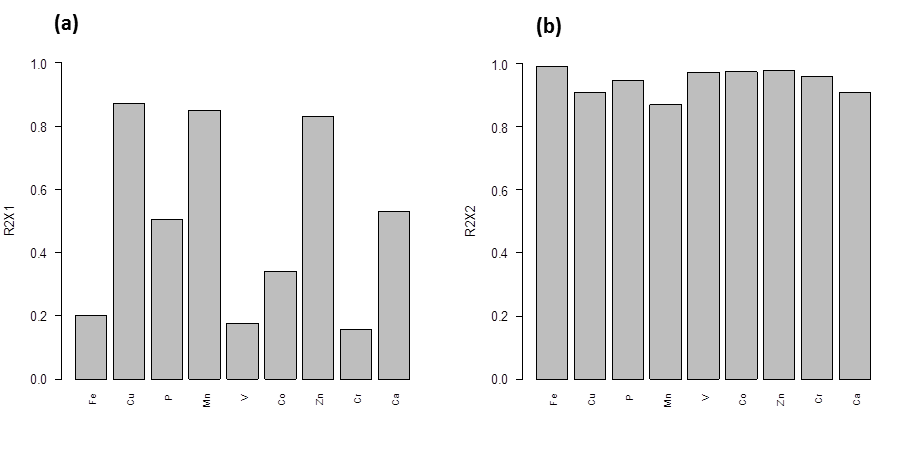 (a)
R2X1
1.0
0.8
0.6
0.4
0.2
0.0
Fe
Cu
P
Mn
V
Co
Zn
Cr
Ca
(b)
R2X2
1.0
0.8
0.6
0.4
0.2
0.0
Fe
Cu
P
Mn
V
Co
Zn
Cr
Ca